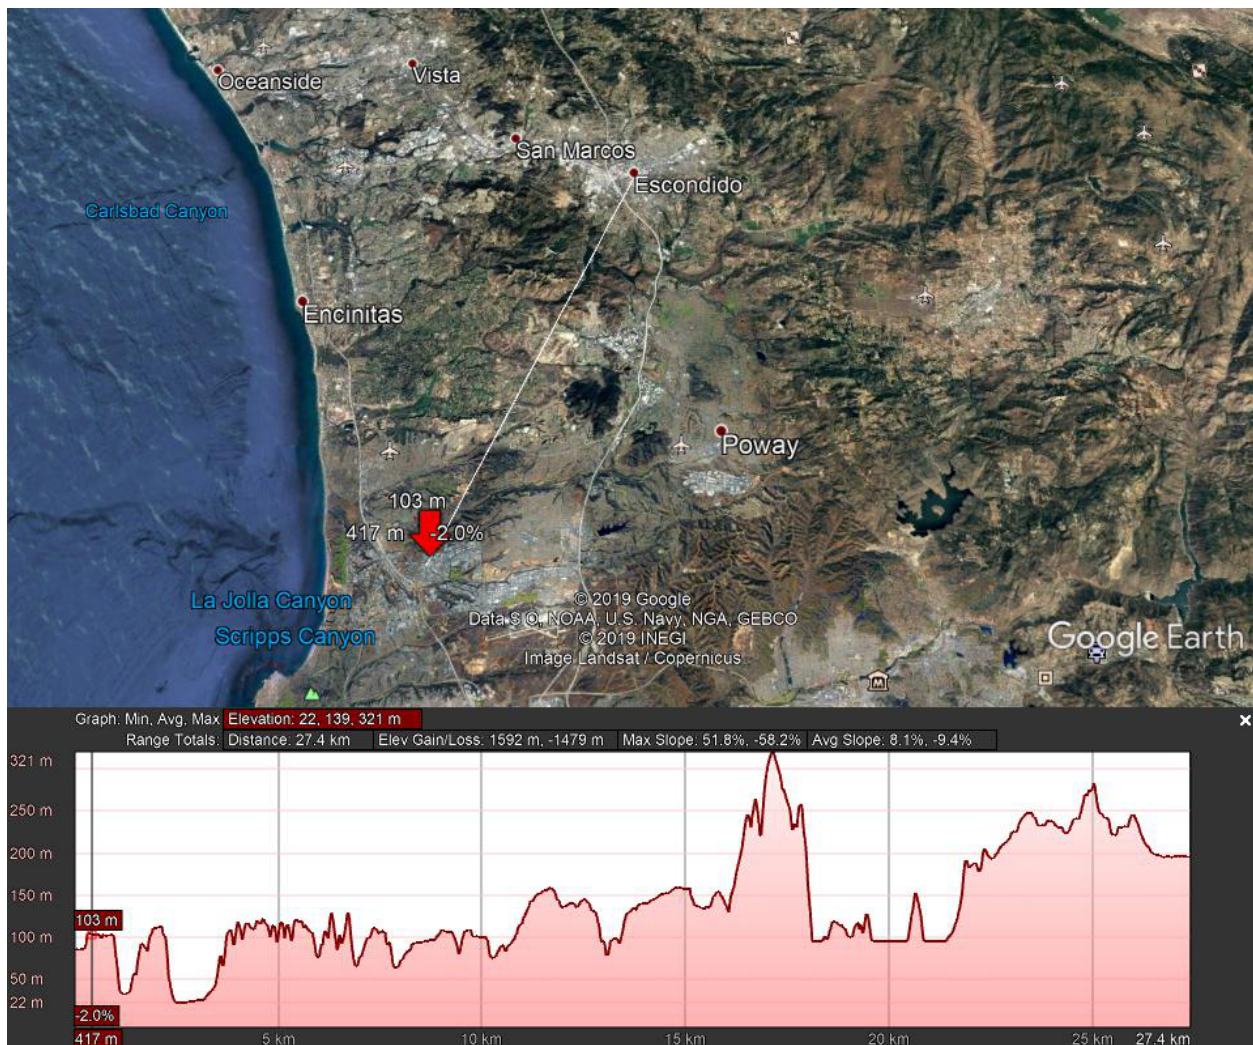 Oceanside
Vista
San Marcos
Escondido
Carlsbad Canyon
Encinitas
Poway
103 m
417 m -2.0%
La Jolla Canyon
Scripps Canyon
© 2019 Google
Data SIO, NOAA, U.S. Navy, NGA, GEBCO
© 2019 INEGI
Image Landsat / Copernicus
Google Earth
M
Graph: Min, Avg, Max Elevation: 22, 139, 321 m
Range Totals: Distance: 27.4 km Elev Gain/Loss: 1592 m, -1479 m Max Slope: 51.8%, -58.2% Avg Slope: 8.1%, -9.4%
321 m
250 m
200 m
150 m
103 m
100 m
50 m
22 m
-2.0%
417 m 5 km 10 km 15 km 20 km 25 km 27.4 km